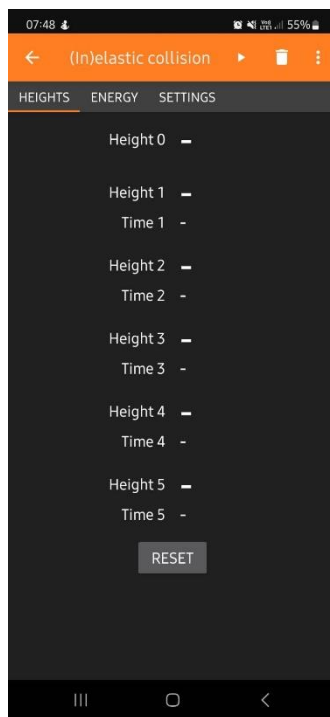 07:48 55%
(In)elastic collision
HEIGHTS ENERGY SETTINGS
Height 0 -
Height 1 -
Time 1 -
Height 2 -
Time 2 -
Height 3 -
Time 3 -
Height 4 -
Time 4 -
Height 5 -
Time 5 -
RESET